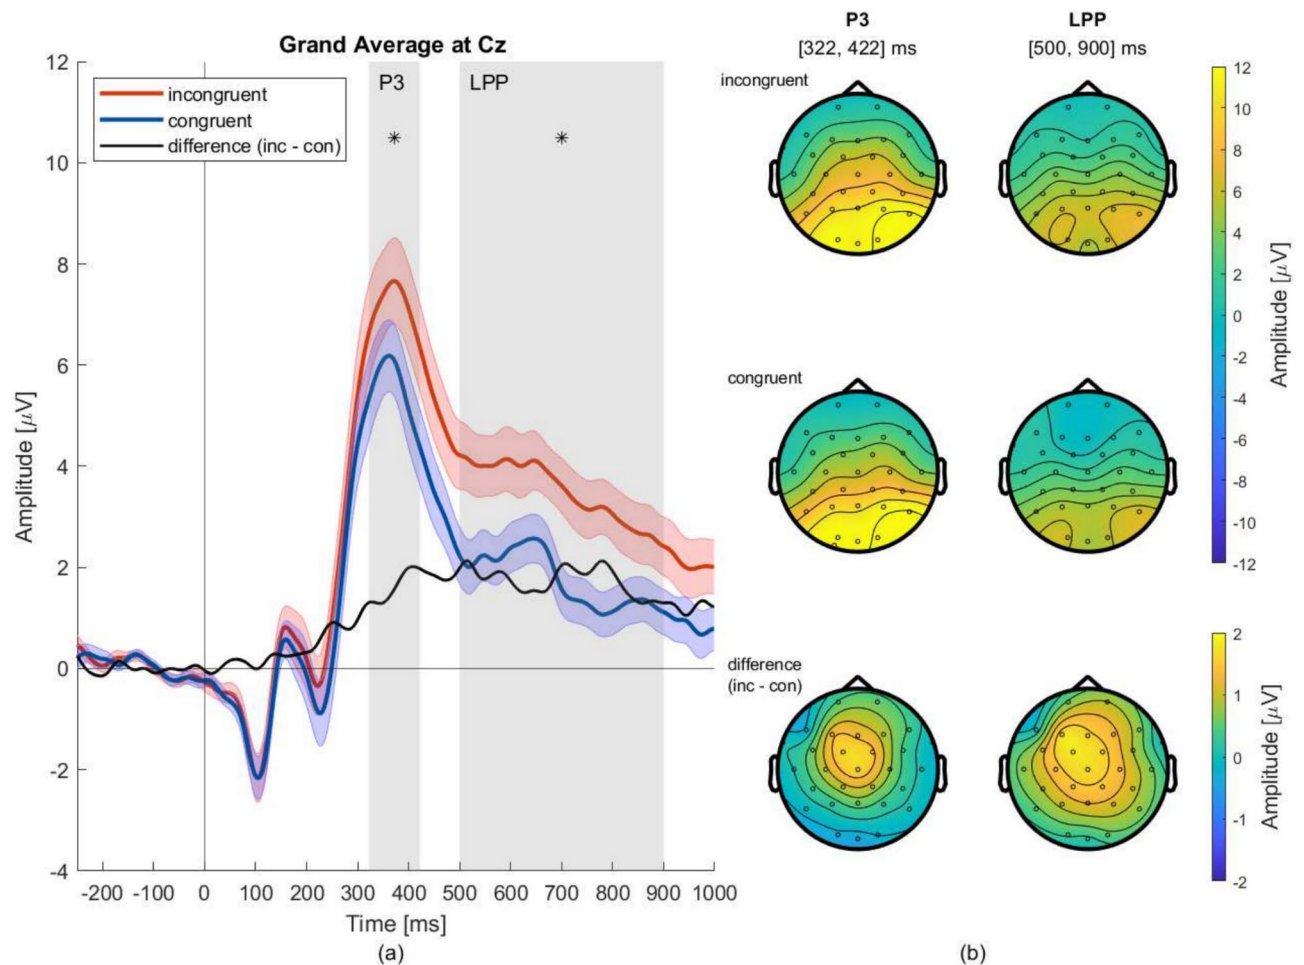 Grand Average at Cz
12
10
8
6
4
2
0
-2
-4
Amplitude [μV]
incongruent
congruent
difference (inc - con)
P3
LPP
*
*
-200 -100 0 100 200 300 400 500 600 700 800 900 1000
Time [ms]
(a)
P3
[322, 422] ms
LPP
[500, 900] ms
incongruent
congruent
difference
(inc - con)
12
10
8
6
4
2
0
-2
-4
-6
-8
-10
-12
Amplitude [μV]
2
1
0
-1
-2
Amplitude [μV]
(b)